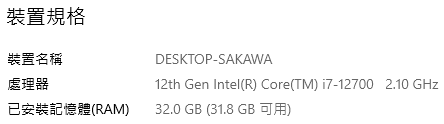 裝置規格
裝置名稱 DESKTOP-SAKAWA
處理器 12th Gen Intel(R) Core(TM) i7-12700 2.10 GHz
已安裝記憶體(RAM) 32.0 GB (31.8 GB 可用)